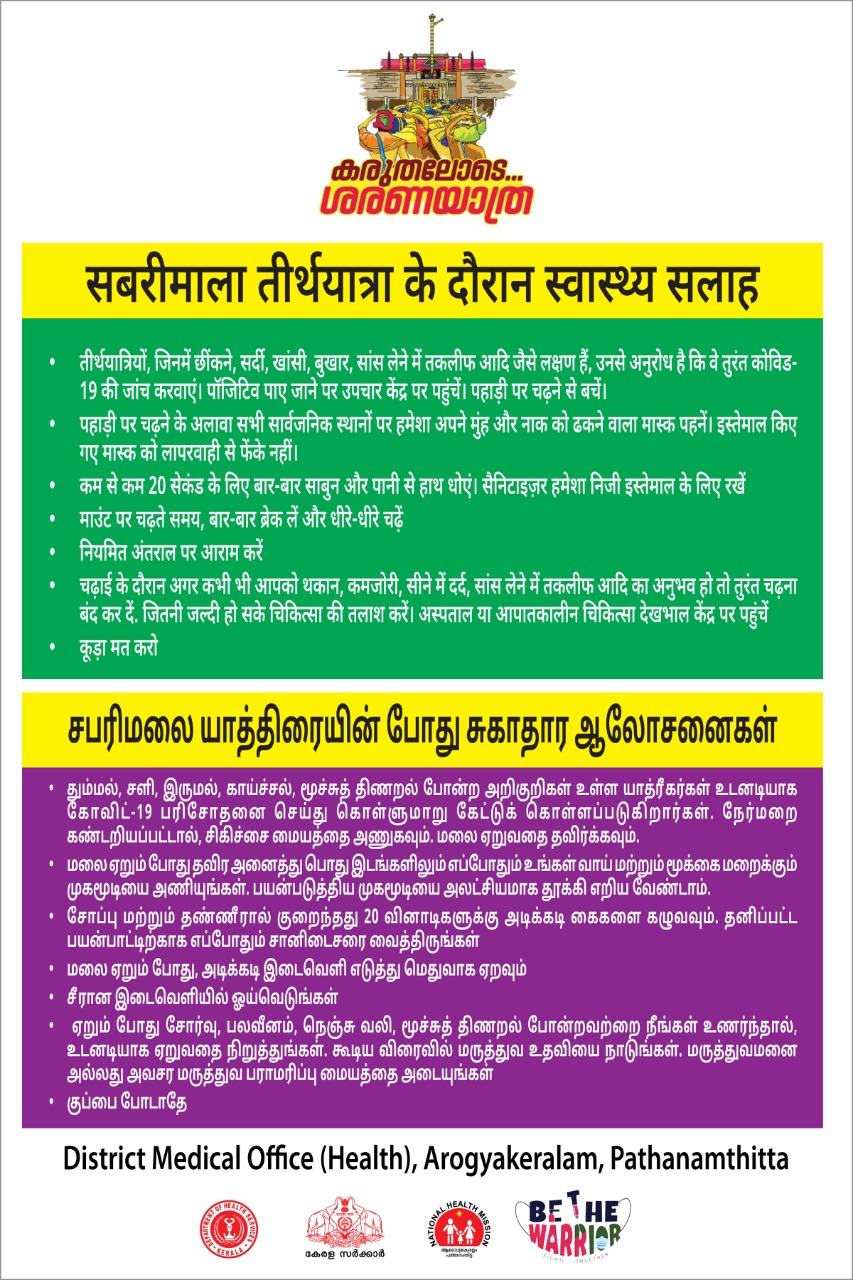 കരുതലോടെ...
ശരണയാത്ര
सबरीमाला तीर्थयात्रा के दौरान स्वास्थ्य सलाह
• तीर्थयात्रियों, जिनमें छींकने, सर्दी, खांसी, बुखार, सांस लेने में तकलीफ आदि जैसे लक्षण हैं, उनसे अनुरोध है कि वे तुरंत कोविड-
19 की जांच करवाएं। पॉजिटिव पाए जाने पर उपचार केंद्र पर पहुंचें। पहाड़ी पर चढ़ने से बचें।
• पहाड़ी पर चढ़ने के अलावा सभी सार्वजनिक स्थानों पर हमेशा अपने मुंह और नाक को ढकने वाला मास्क पहनें। इस्तेमाल किए
गए मास्क को लापरवाही से फेंके नहीं।
• कम से कम 20 सेकंड के लिए बार-बार साबुन और पानी से हाथ धोएं। सैनिटाइज़र हमेशा निजी इस्तेमाल के लिए रखें
• माउंट पर चढ़ते समय, बार-बार ब्रेक लें और धीरे-धीरे चढ़ें
• नियमित अंतराल पर आराम करें
• चढ़ाई के दौरान अगर कभी भी आपको थकान, कमजोरी, सीने में दर्द, सांस लेने में तकलीफ आदि का अनुभव हो तो तुरंत चढ़ना
बंद कर दें. जितनी जल्दी हो सके चिकित्सा की तलाश करें। अस्पताल या आपातकालीन चिकित्सा देखभाल केंद्र पर पहुंचें
• कूड़ा मत करो
சபரிமலை யாத்திரையின் போது சுகாதார ஆலோசனைகள்
• தும்மல், சளி, இருமல், காய்ச்சல், மூச்சுத் திணறல் போன்ற அறிகுறிகள் உள்ள யாத்ரீகர்கள் உடனடியாக
கோவிட்-19 பரிசோதனை செய்து கொள்ளுமாறு கேட்டுக் கொள்ளப்படுகிறார்கள். நேர்மறை
கண்டறியப்பட்டால், சிகிச்சை மையத்தை அணுகவும். மலை ஏறுவதை தவிர்க்கவும்.
• மலை ஏறும் போது தவிர அனைத்து பொது இடங்களிலும் எப்போதும் உங்கள் வாய் மற்றும் மூக்கை மறைக்கும்
முகமூடியை அணியுங்கள். பயன்படுத்திய முகமூடியை அலட்சியமாக தூக்கி எறிய வேண்டாம்.
• சோப்பு மற்றும் தண்ணீரால் குறைந்தது 20 வினாடிகளுக்கு அடிக்கடி கைகளை கழுவவும். தனிப்பட்ட
பயன்பாட்டிற்காக எப்போதும் சானிடைசரை வைத்திருங்கள்
• மலை ஏறும் போது, அடிக்கடி இடைவெளி எடுத்து மெதுவாக ஏறவும்
• சீரான இடைவெளியில் ஓய்வெடுங்கள்
• ஏறும் போது சோர்வு, பலவீனம், நெஞ்சு வலி, மூச்சுத் திணறல் போன்றவற்றை நீங்கள் உணர்ந்தால்,
உடனடியாக ஏறுவதை நிறுத்துங்கள். கூடிய விரைவில் மருத்துவ உதவியை நாடுங்கள். மருத்துவமனை
அல்லது அவசர மருத்துவ பராமரிப்பு மையத்தை அடையுங்கள்
• குப்பை போடாதே
District Medical Office (Health), Arogyakeralam, Pathanamthitta
DEPARTMENT OF HEALTH SERVICES
• KERALA •
കേരള സർക്കാർ
NATIONAL HEALTH MISSION
ആരോഗ്യകേരളം
പത്തനംതിട്ട
BE THE
WARRIOR